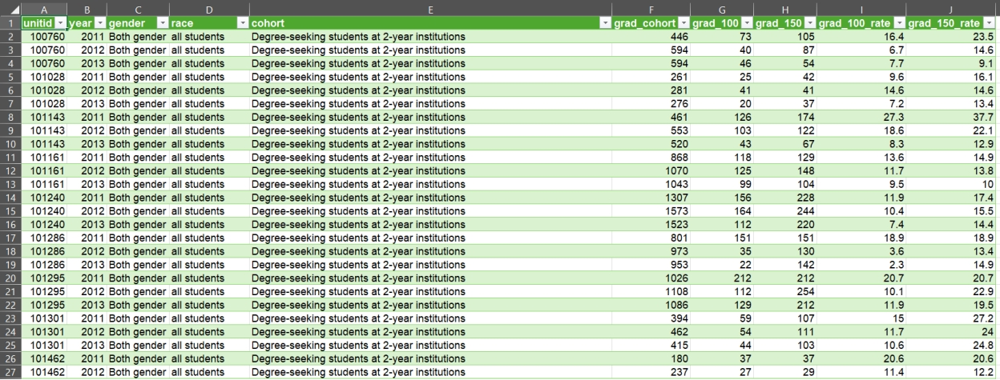 A B C D E F G H I J
1 unitid year gender race cohort grad_cohort grad_100 grad_150 grad_100_rate grad_150_rate
2 100760 2011 Both gender all students Degree-seeking students at 2-year institutions 446 73 105 16.4 23.5
3 100760 2012 Both gender all students Degree-seeking students at 2-year institutions 594 40 87 6.7 14.6
4 100760 2013 Both gender all students Degree-seeking students at 2-year institutions 594 46 54 7.7 9.1
5 101028 2011 Both gender all students Degree-seeking students at 2-year institutions 261 25 42 9.6 16.1
6 101028 2012 Both gender all students Degree-seeking students at 2-year institutions 281 41 41 14.6 14.6
7 101028 2013 Both gender all students Degree-seeking students at 2-year institutions 276 20 37 7.2 13.4
8 101143 2011 Both gender all students Degree-seeking students at 2-year institutions 461 126 174 27.3 37.7
9 101143 2012 Both gender all students Degree-seeking students at 2-year institutions 553 103 122 18.6 22.1
10 101143 2013 Both gender all students Degree-seeking students at 2-year institutions 520 43 67 8.3 12.9
11 101161 2011 Both gender all students Degree-seeking students at 2-year institutions 868 118 129 13.6 14.9
12 101161 2012 Both gender all students Degree-seeking students at 2-year institutions 1070 125 148 11.7 13.8
13 101161 2013 Both gender all students Degree-seeking students at 2-year institutions 1043 99 104 9.5 10
14 101240 2011 Both gender all students Degree-seeking students at 2-year institutions 1307 156 228 11.9 17.4
15 101240 2012 Both gender all students Degree-seeking students at 2-year institutions 1573 164 244 10.4 15.5
16 101240 2013 Both gender all students Degree-seeking students at 2-year institutions 1523 112 220 7.4 14.4
17 101286 2011 Both gender all students Degree-seeking students at 2-year institutions 801 151 151 18.9 18.9
18 101286 2012 Both gender all students Degree-seeking students at 2-year institutions 973 35 130 3.6 13.4
19 101286 2013 Both gender all students Degree-seeking students at 2-year institutions 953 22 142 2.3 14.9
20 101295 2011 Both gender all students Degree-seeking students at 2-year institutions 1026 212 212 20.7 20.7
21 101295 2012 Both gender all students Degree-seeking students at 2-year institutions 1108 112 254 10.1 22.9
22 101295 2013 Both gender all students Degree-seeking students at 2-year institutions 1086 129 212 11.9 19.5
23 101301 2011 Both gender all students Degree-seeking students at 2-year institutions 394 59 107 15 27.2
24 101301 2012 Both gender all students Degree-seeking students at 2-year institutions 462 54 111 11.7 24
25 101301 2013 Both gender all students Degree-seeking students at 2-year institutions 415 44 103 10.6 24.8
26 101462 2011 Both gender all students Degree-seeking students at 2-year institutions 180 37 37 20.6 20.6
27 101462 2012 Both gender all students Degree-seeking students at 2-year institutions 237 27 29 11.4 12.2